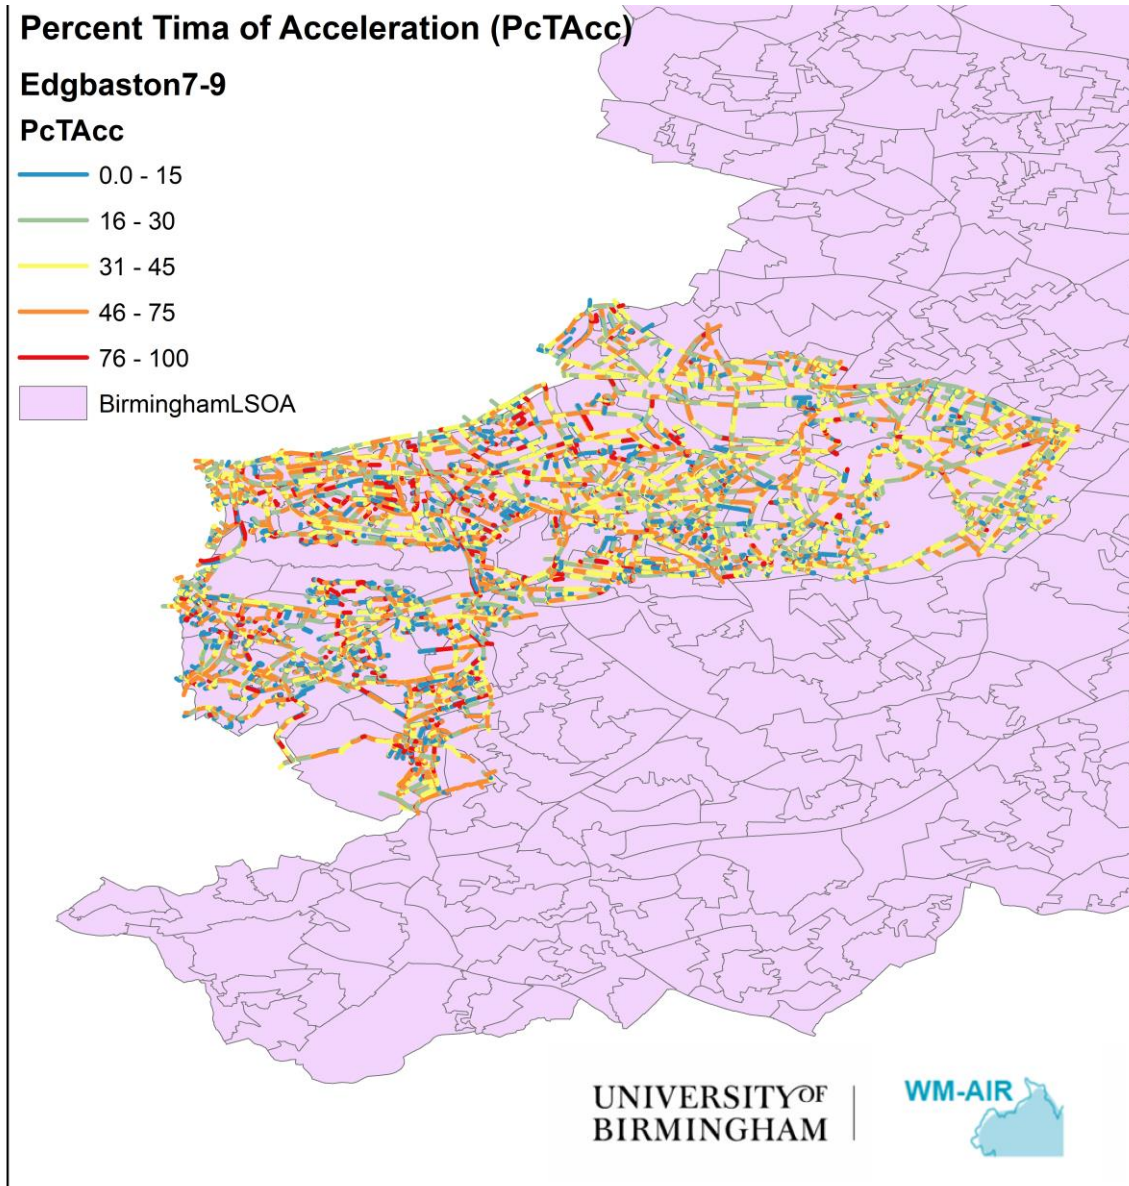 Percent Tima of Acceleration (PcTAcc)
Edgbaston7-9
PcTAcc
0.0 - 15
16 - 30
31 - 45
46 - 75
76 - 100
BirminghamLSOA
UNIVERSITY OF
BIRMINGHAM
WM-AIR